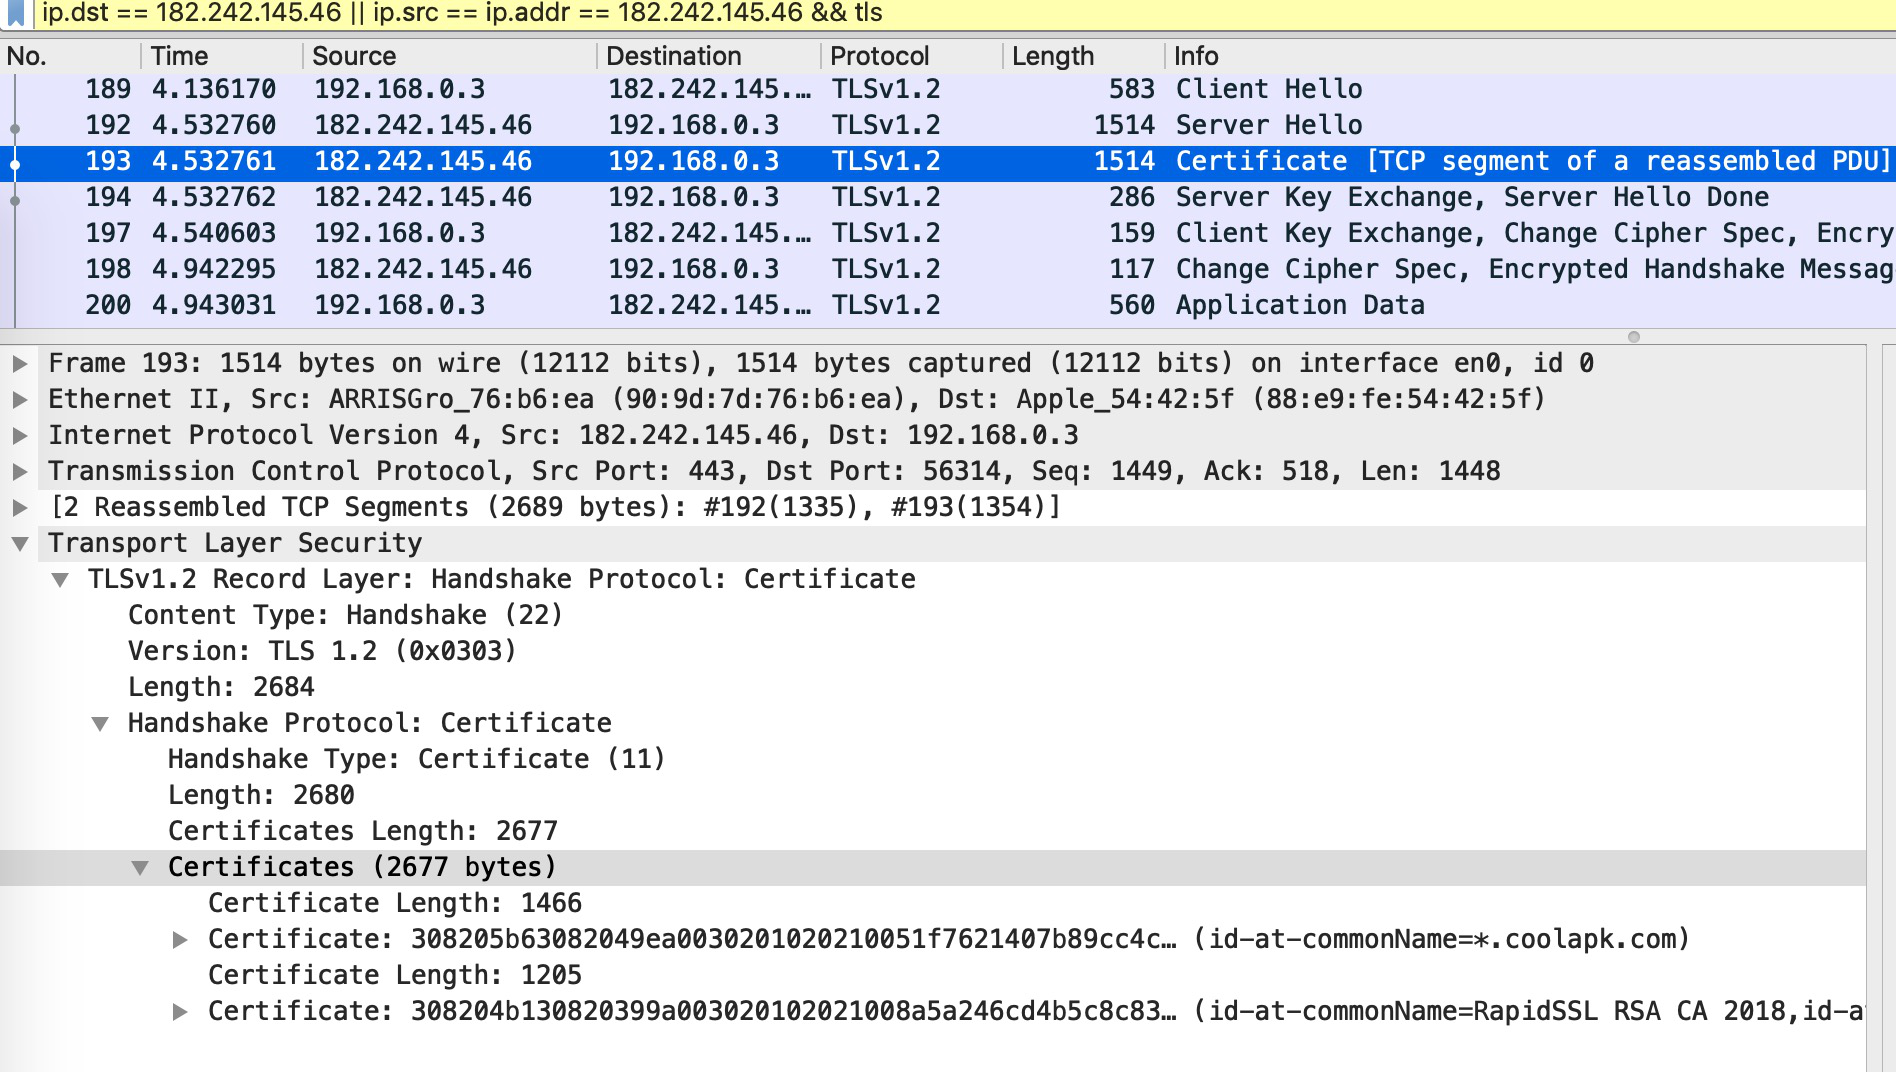 ip.dst == 182.242.145.46 || ip.src == ip.addr == 182.242.145.46 && tls
No. Time Source Destination Protocol Length Info
189 4.136170 192.168.0.3 182.242.145.… TLSv1.2 583 Client Hello
192 4.532760 182.242.145.46 192.168.0.3 TLSv1.2 1514 Server Hello
193 4.532761 182.242.145.46 192.168.0.3 TLSv1.2 1514 Certificate [TCP segment of a reassembled PDU]
194 4.532762 182.242.145.46 192.168.0.3 TLSv1.2 286 Server Key Exchange, Server Hello Done
197 4.540603 192.168.0.3 182.242.145.… TLSv1.2 159 Client Key Exchange, Change Cipher Spec, Encry
198 4.942295 182.242.145.46 192.168.0.3 TLSv1.2 117 Change Cipher Spec, Encrypted Handshake Messag
200 4.943031 192.168.0.3 182.242.145.… TLSv1.2 560 Application Data
Frame 193: 1514 bytes on wire (12112 bits), 1514 bytes captured (12112 bits) on interface en0, id 0
Ethernet II, Src: ARRISGro_76:b6:ea (90:9d:7d:76:b6:ea), Dst: Apple_54:42:5f (88:e9:fe:54:42:5f)
Internet Protocol Version 4, Src: 182.242.145.46, Dst: 192.168.0.3
Transmission Control Protocol, Src Port: 443, Dst Port: 56314, Seq: 1449, Ack: 518, Len: 1448
[2 Reassembled TCP Segments (2689 bytes): #192(1335), #193(1354)]
Transport Layer Security
TLSv1.2 Record Layer: Handshake Protocol: Certificate
Content Type: Handshake (22)
Version: TLS 1.2 (0x0303)
Length: 2684
Handshake Protocol: Certificate
Handshake Type: Certificate (11)
Length: 2680
Certificates Length: 2677
Certificates (2677 bytes)
Certificate Length: 1466
Certificate: 308205b63082049ea0030201020210051f7621407b89cc4c… (id-at-commonName=*.coolapk.com)
Certificate Length: 1205
Certificate: 308204b130820399a003020102021008a5a246cd4b5c8c83… (id-at-commonName=RapidSSL RSA CA 2018,id-a